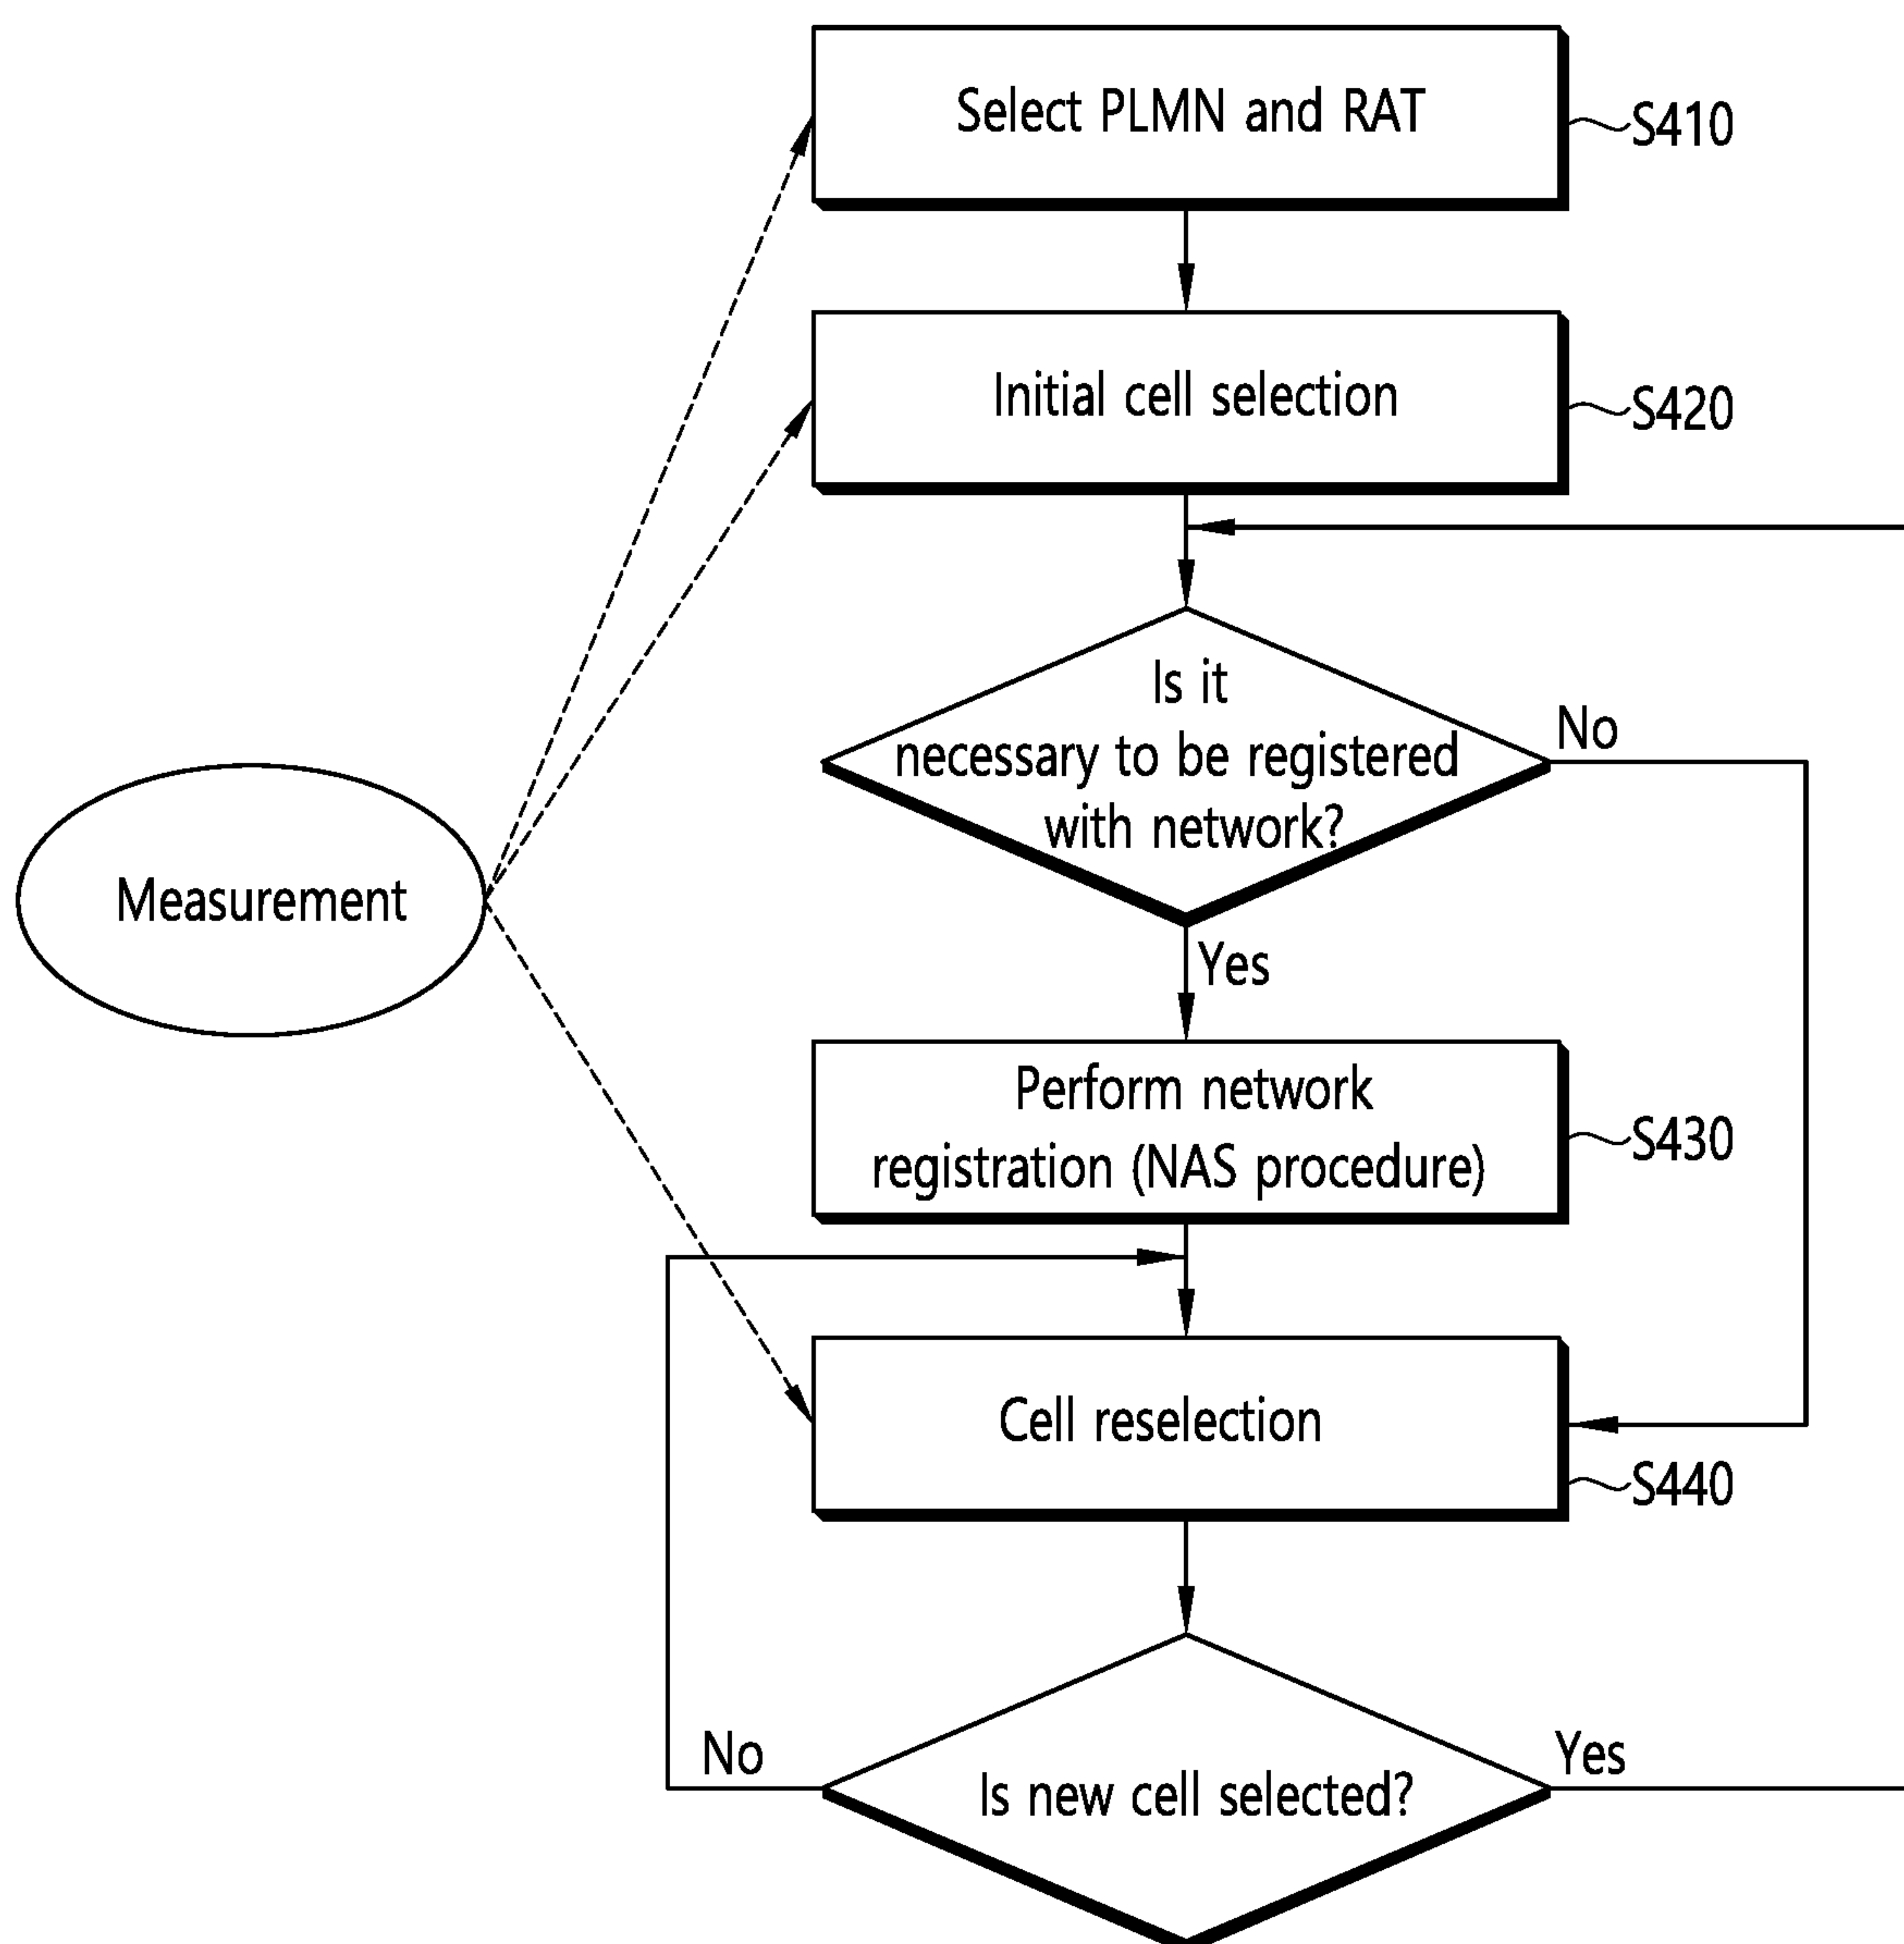 Select PLMN and RAT
S410
Initial cell selection
S420
Is it
necessary to be registered
with network?
No
Yes
Measurement
Perform network
registration (NAS procedure)
S430
Cell reselection
S440
No
Is new cell selected?
Yes